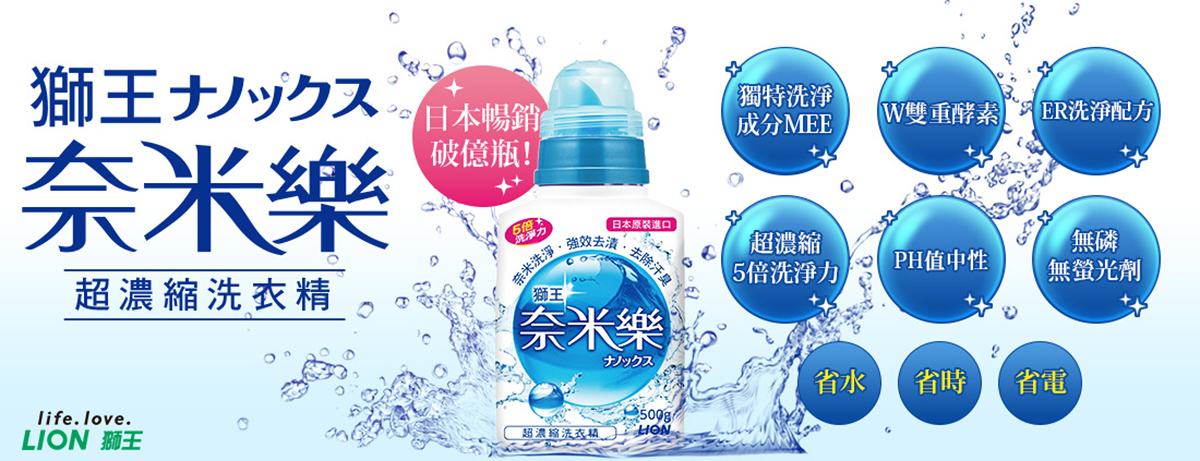 獅王ナノックス
奈米樂
超濃縮洗衣精
life.love.
LION 獅王
日本暢銷
破億瓶!
5倍
洗淨力
日本原裝進口
奈米洗淨・強效去漬・去除汗臭
獅王
奈米樂
ナノックス
500g
超濃縮洗衣精
LION
獨特洗淨
成分MEE
W雙重酵素
ER洗淨配方
超濃縮
5倍洗淨力
PH值中性
無磷
無螢光劑
省水
省時
省電